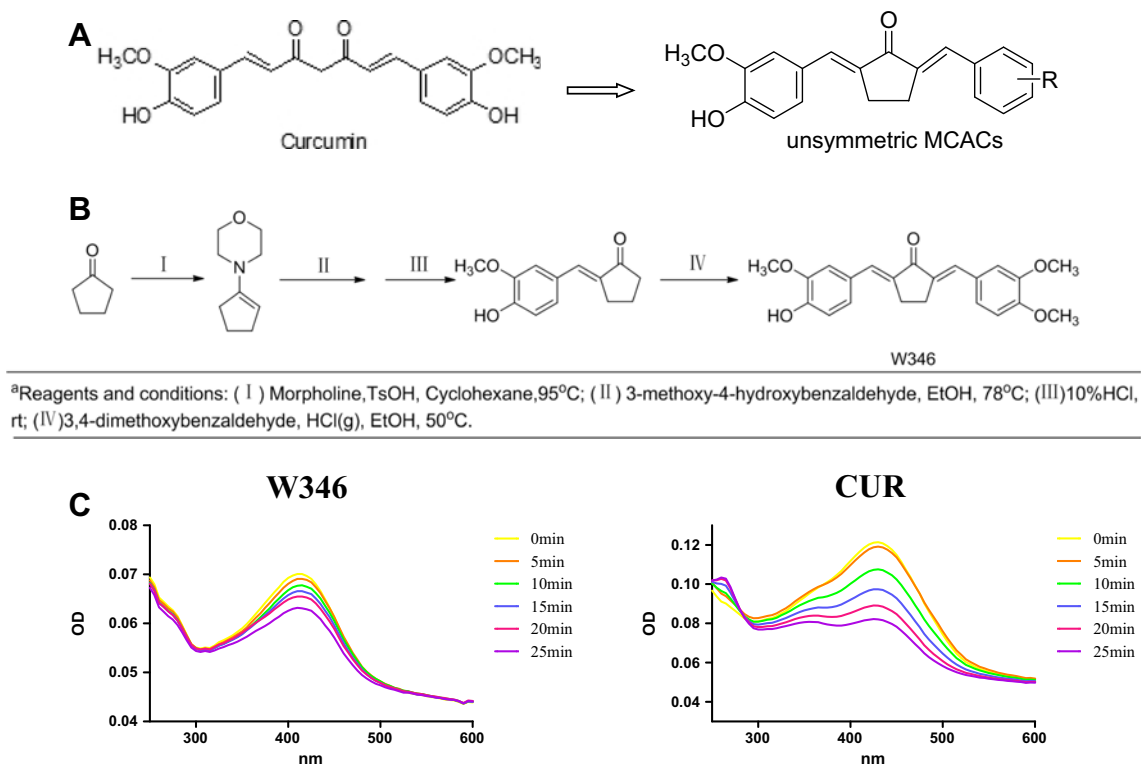 A
H₃CO
O
O
OCH₃
HO
OH
Curcumin
O
H₃CO
HO
R
unsymmetric MCACs
B
O
I
O
N
II
III
O
H₃CO
HO
IV
O
H₃CO
HO
OCH₃
OCH₃
W346
ᵃReagents and conditions: ( I ) Morpholine,TsOH, Cyclohexane,95°C; ( II ) 3-methoxy-4-hydroxybenzaldehyde, EtOH, 78°C; (III)10%HCl,
rt; (IV)3,4-dimethoxybenzaldehyde, HCl(g), EtOH, 50°C.
C
W346
OD
0.08
0.07
0.06
0.05
0.04
300 400 500 600
nm
0min
5min
10min
15min
20min
25min
CUR
OD
0.12
0.10
0.08
0.06
0.04
300 400 500 600
nm
0min
5min
10min
15min
20min
25min